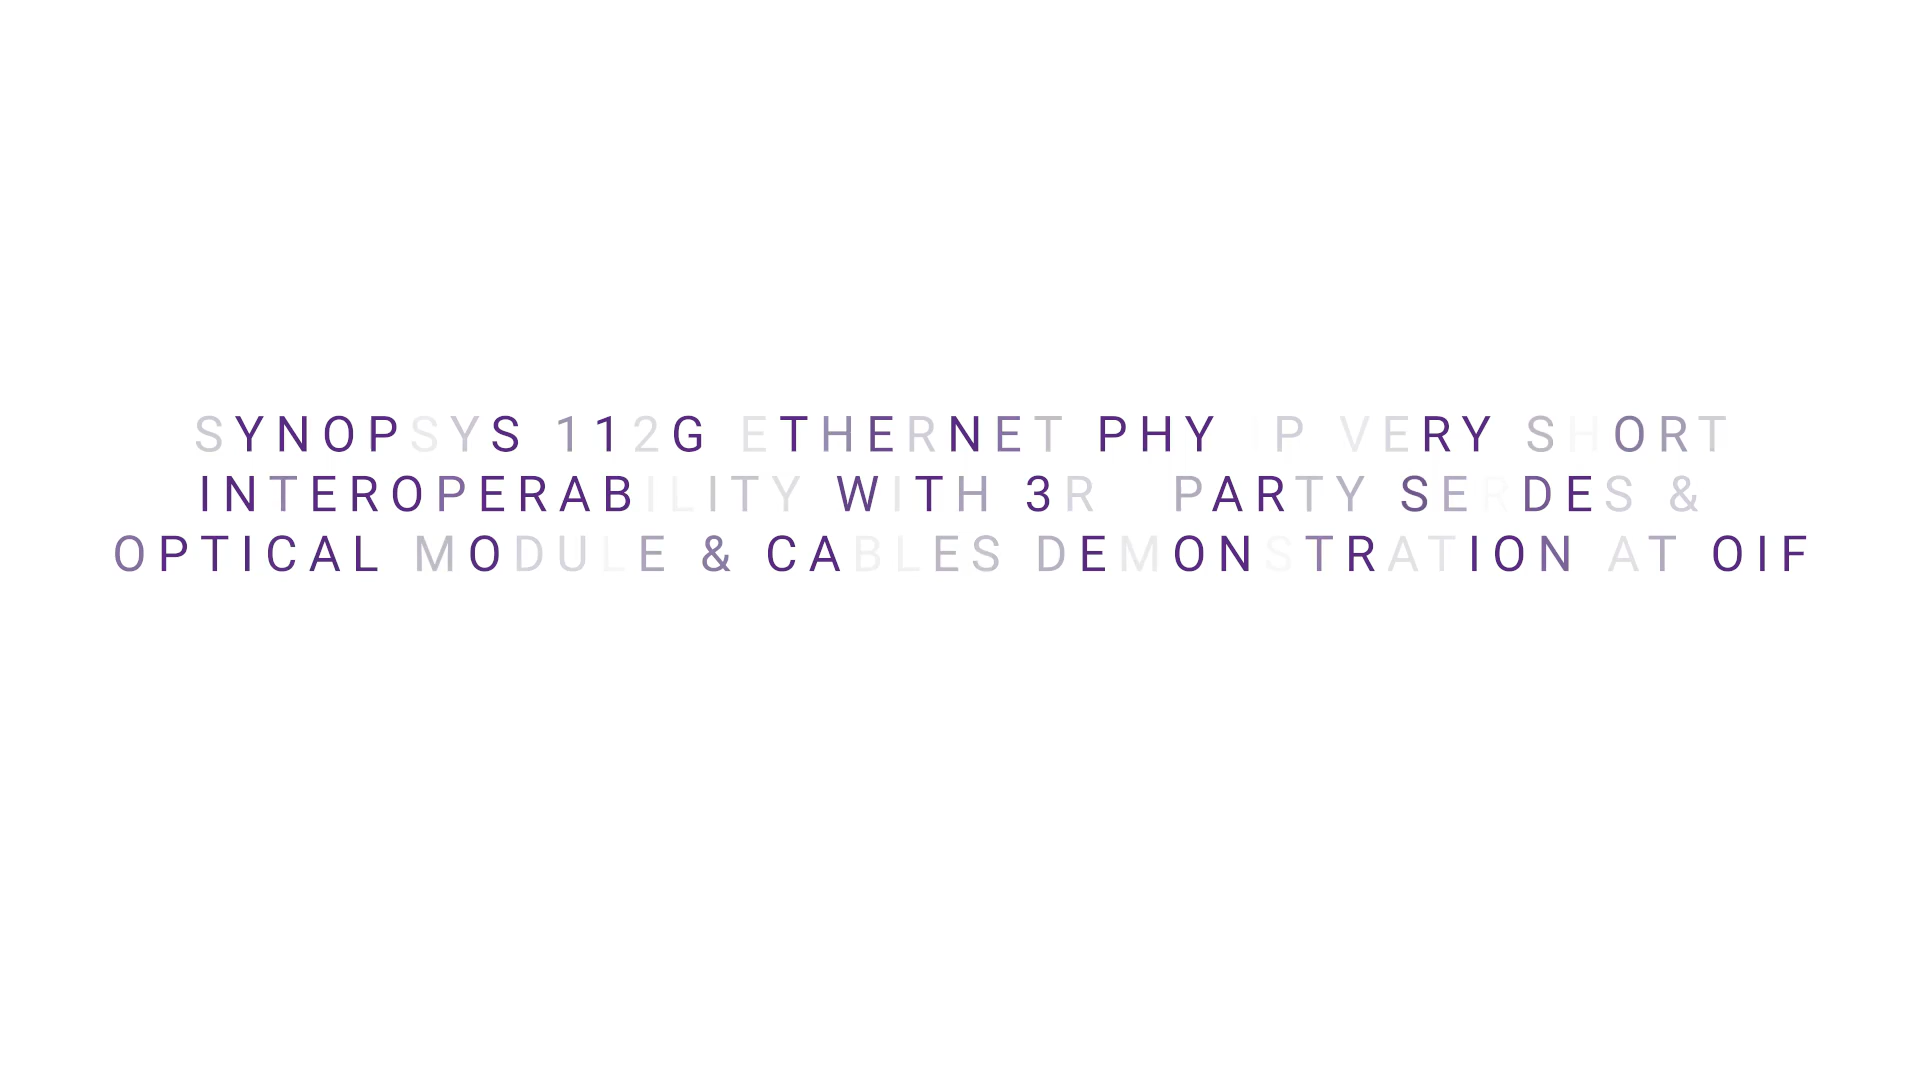 SYNOPSYS 112G ETHERNET PHY IP VERY SHORT
INTEROPERABILITY WITH 3R PARTY SERDES &
OPTICAL MODULE & CABLES DEMONSTRATION AT OIF